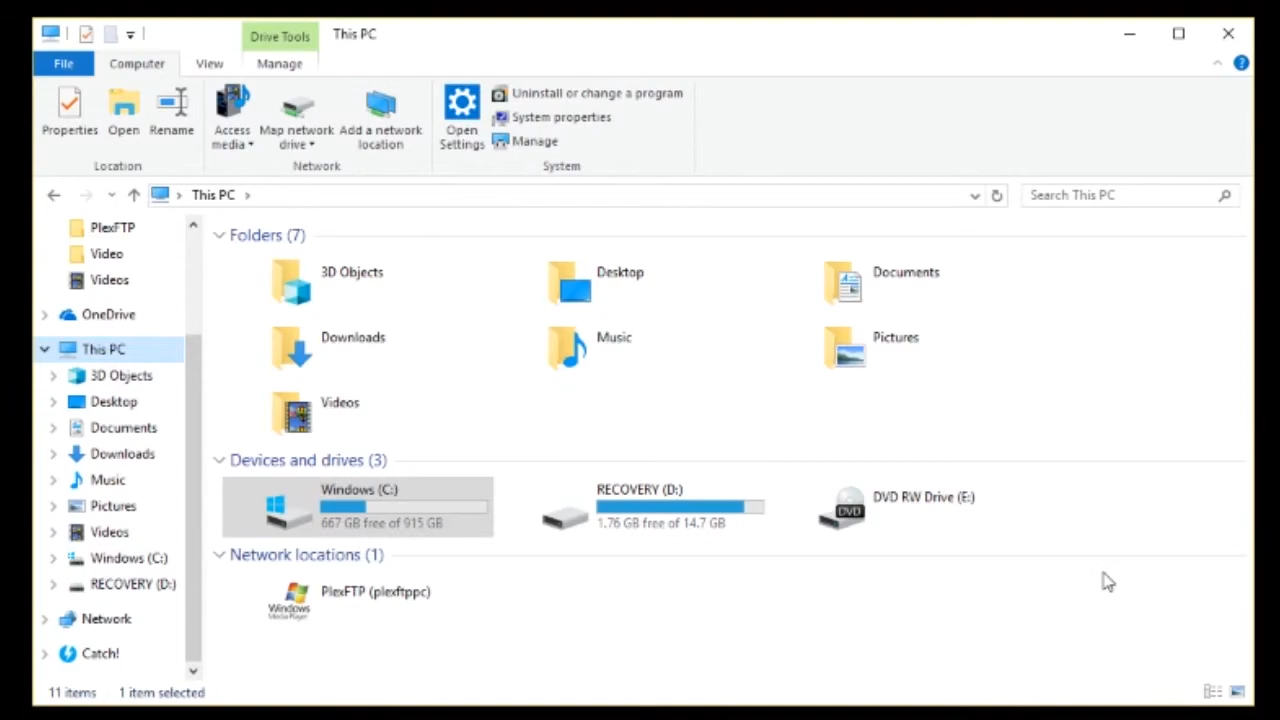 Drive Tools
This PC
File
Computer
View
Manage
Properties
Open
Rename
Access media
Map network drive
Add a network location
Open Settings
Uninstall or change a program
System properties
Manage
Location
Network
System
This PC
Search This PC
PlexFTP
Video
Videos
OneDrive
This PC
3D Objects
Desktop
Documents
Downloads
Music
Pictures
Videos
Windows (C:)
RECOVERY (D:)
Network
Catch!
Folders (7)
3D Objects
Desktop
Documents
Downloads
Music
Pictures
Videos
Devices and drives (3)
Windows (C:)
667 GB free of 915 GB
RECOVERY (D:)
1.76 GB free of 14.7 GB
DVD
DVD RW Drive (E:)
Network locations (1)
Windows
Media Player
PlexFTP (plexftppc)
11 items
1 item selected